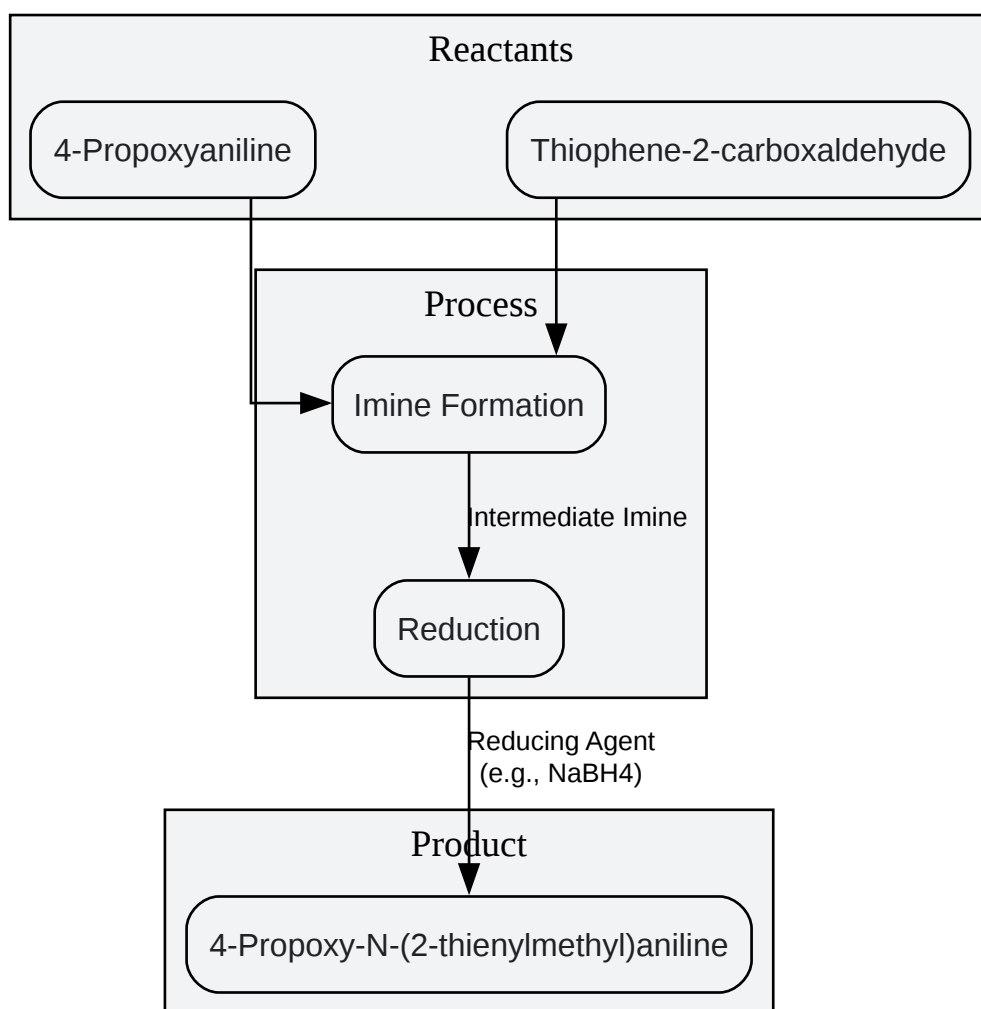 Reactants
4-Propoxyaniline
Thiophene-2-carboxaldehyde
Process
Imine Formation
Intermediate Imine
Reduction
Reducing Agent
(e.g., NaBH4)
Product
4-Propoxy-N-(2-thienylmethyl)aniline